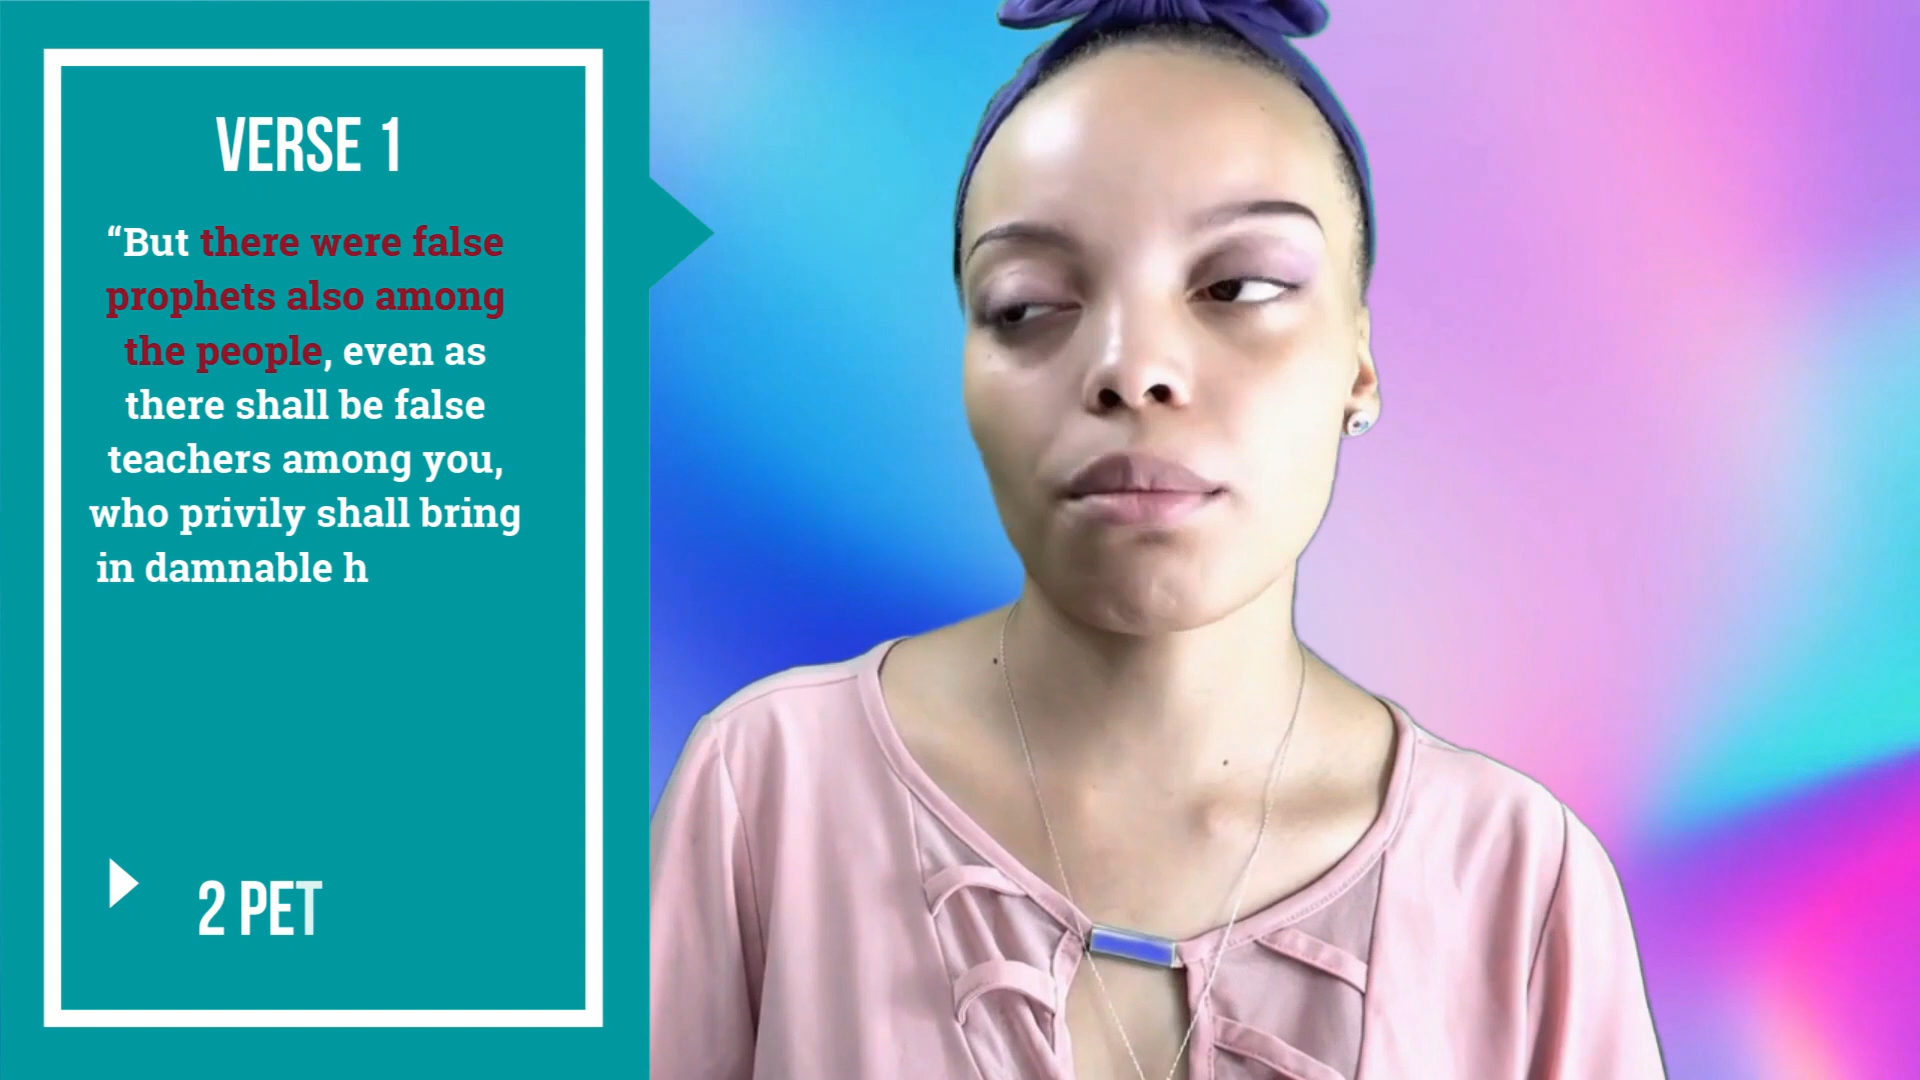 VERSE 1
“But there were false
prophets also among
the people, even as
there shall be false
teachers among you,
who privily shall bring
in damnable h
2 PET